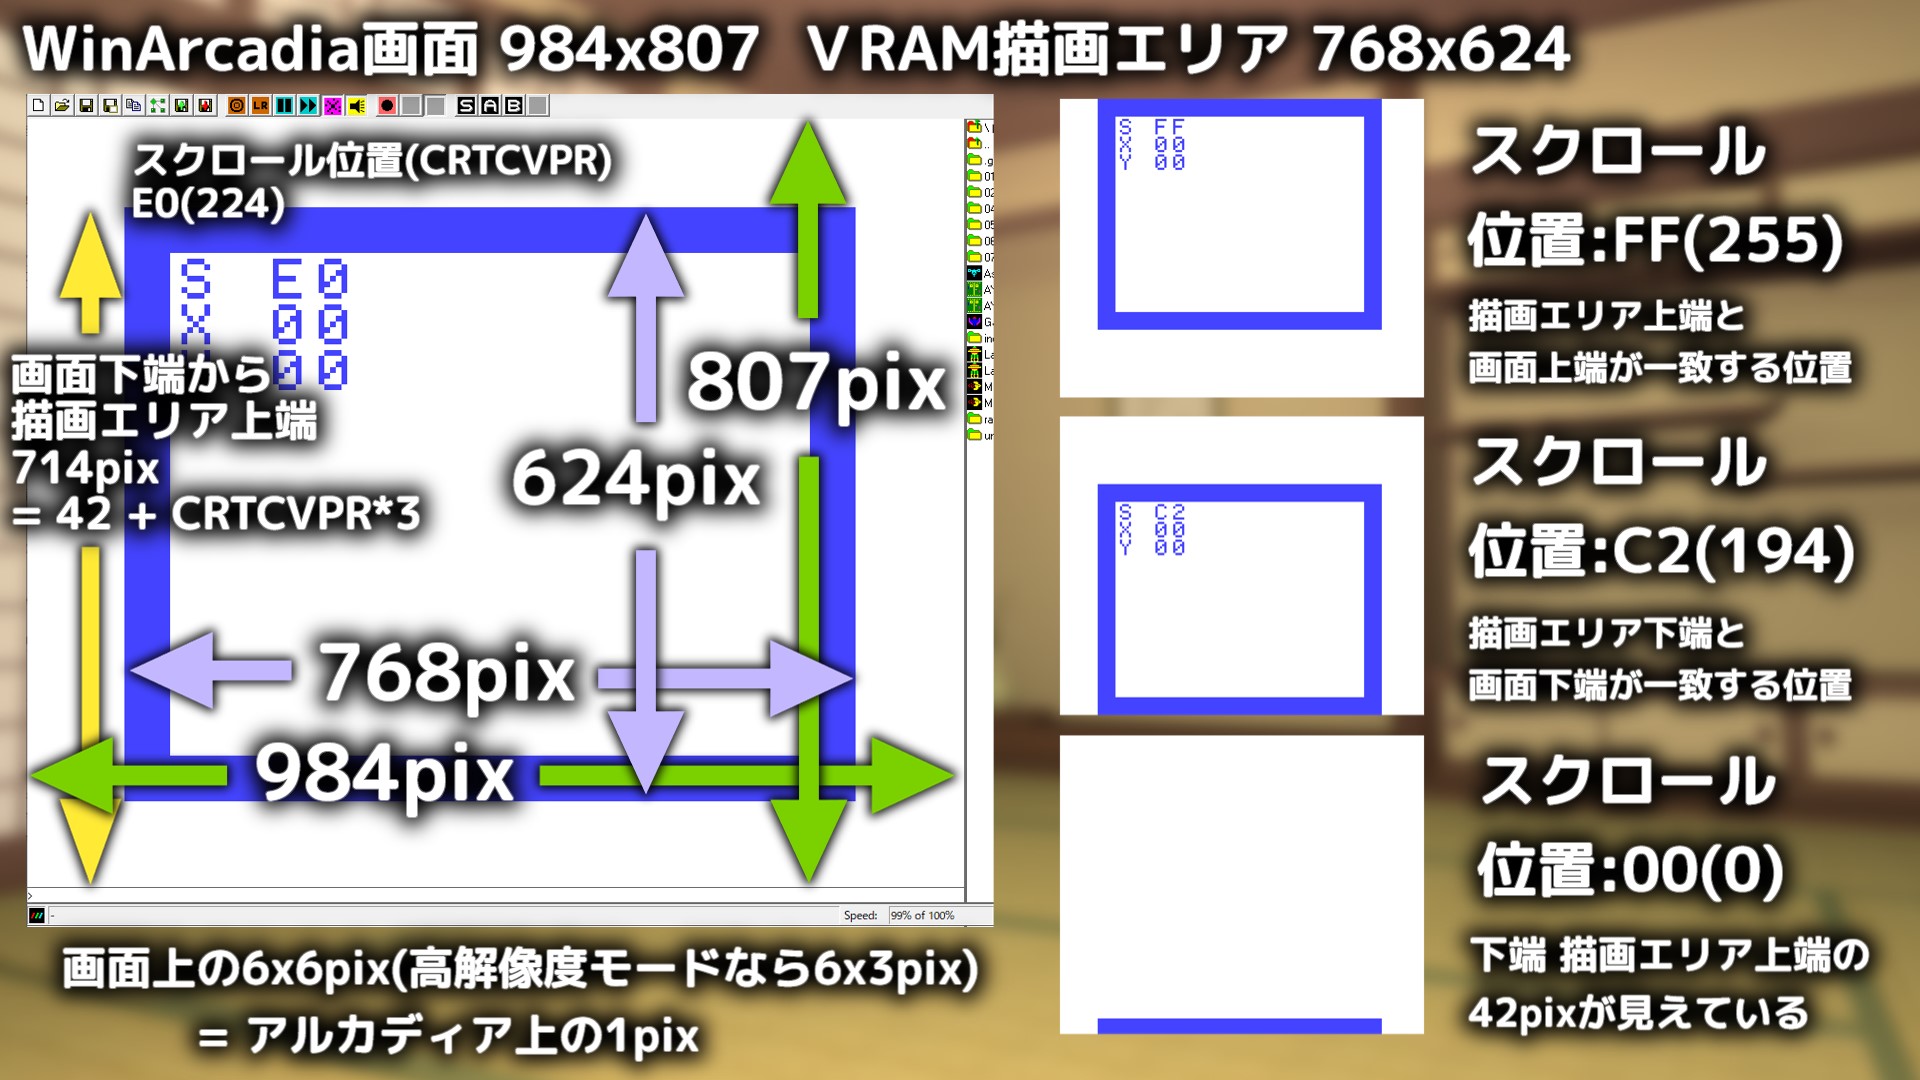 WinArcadia画面 984x807 VRAM描画エリア 768x624
LR
S A B
スクロール位置(CRTCVPR)
E0(224)
S E0
X 00
00
画面下端から
描画エリア上端
714pix
= 42 + CRTCVPR*3
807pix
624pix
768pix
984pix
Speed: 99% of 100%
画面上の6x6pix(高解像度モードなら6x3pix)
= アルカディア上の1pix
S FF
X 00
Y 00
スクロール
位置:FF(255)
描画エリア上端と
画面上端が一致する位置
S C2
X 00
Y 00
スクロール
位置:C2(194)
描画エリア下端と
画面下端が一致する位置
スクロール
位置:00(0)
下端 描画エリア上端の
42pixが見えている